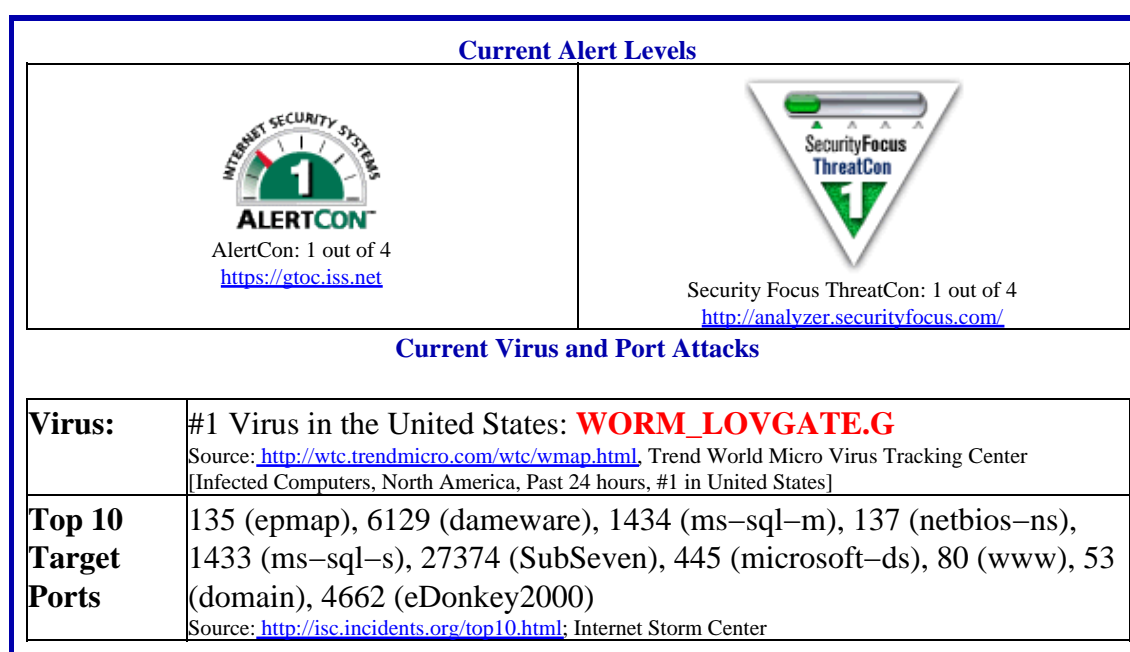 Current Alert Levels
INTERNET SECURITY SYSTEMS
1
ALERTCON™
AlertCon: 1 out of 4
https://gtoc.iss.net
SecurityFocus
ThreatCon
1
Security Focus ThreatCon: 1 out of 4
http://analyzer.securityfocus.com/
Current Virus and Port Attacks
Virus:
#1 Virus in the United States: WORM_LOVGATE.G
Source: http://wtc.trendmicro.com/wtc/wmap.html, Trend World Micro Virus Tracking Center
[Infected Computers, North America, Past 24 hours, #1 in United States]
Top 10
Target
Ports
135 (epmap), 6129 (dameware), 1434 (ms−sql−m), 137 (netbios−ns),
1433 (ms−sql−s), 27374 (SubSeven), 445 (microsoft−ds), 80 (www), 53
(domain), 4662 (eDonkey2000)
Source: http://isc.incidents.org/top10.html; Internet Storm Center